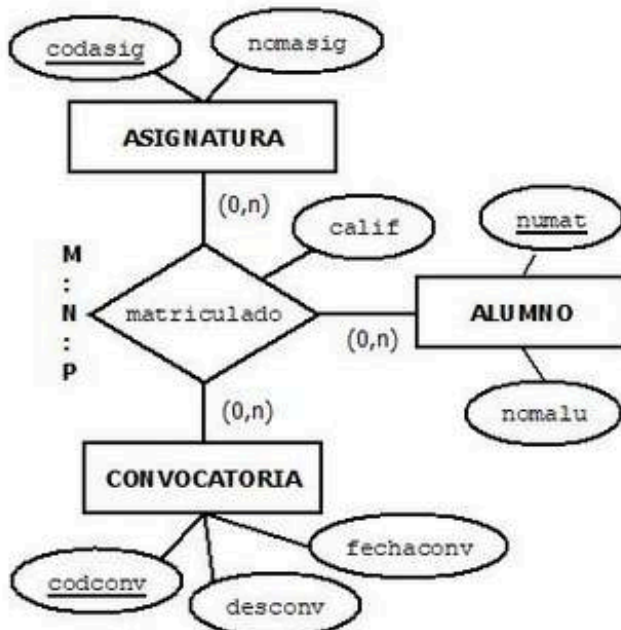 codasig
nomasig
ASIGNATURA
(0,n)
calif
numat
M
:
N
:
P
matriculado
ALUMNO
(0,n)
(0,n)
nomalu
CONVOCATORIA
fechaconv
codconv
desconv